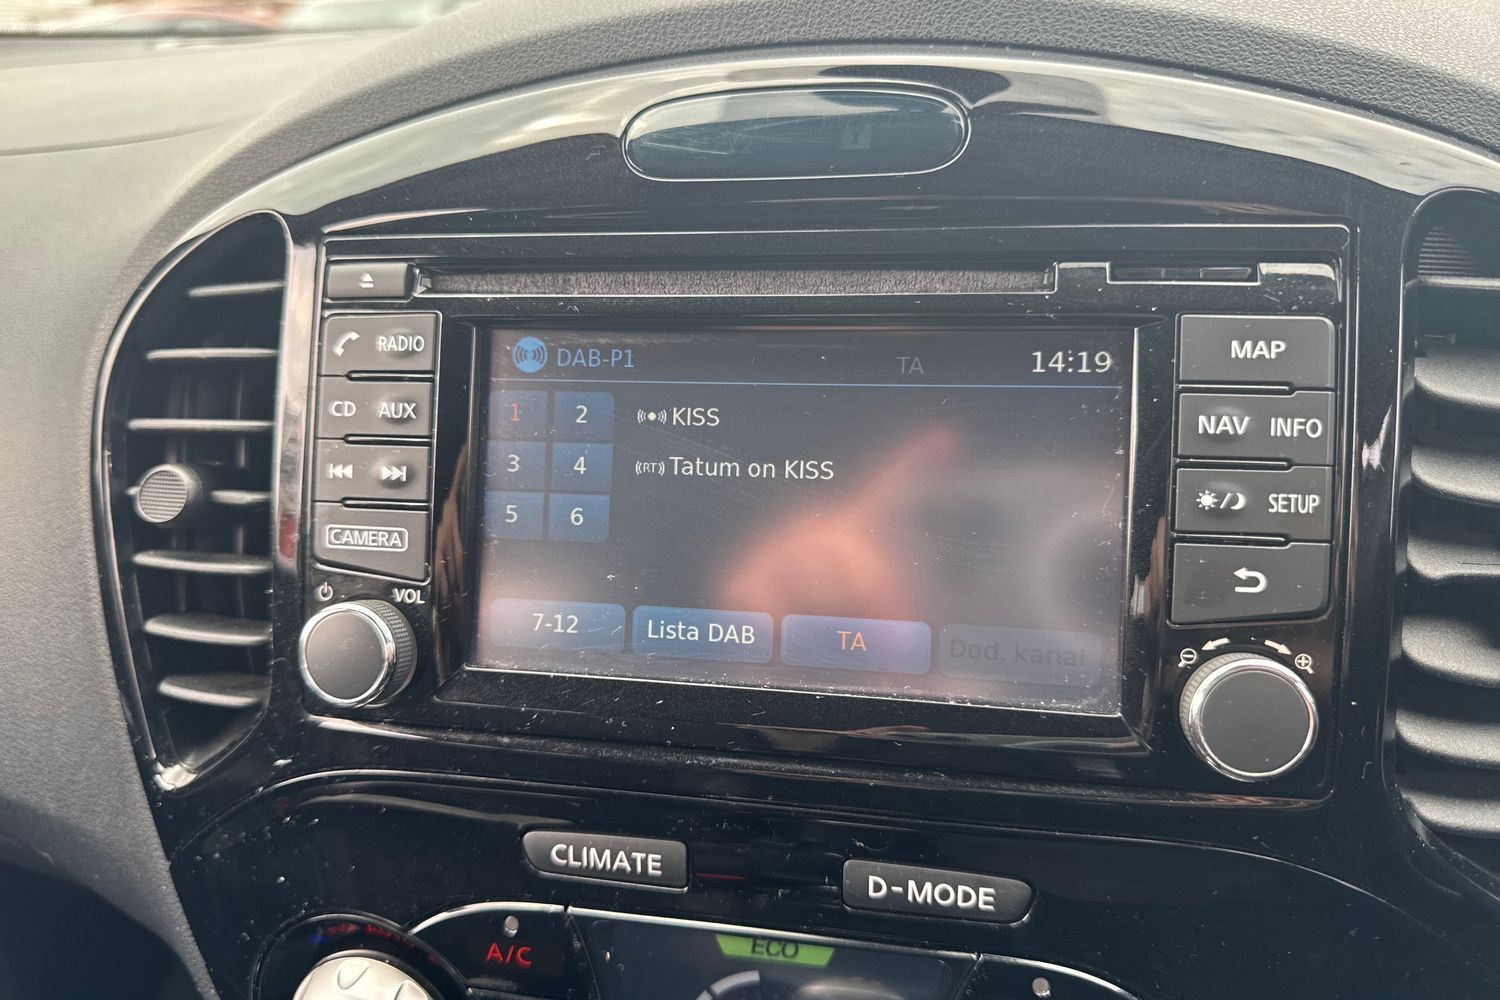 DAB-P1 TA 14:19
1 2 KISS
3 4 (RT) Tatum on KISS
5 6
7-12 Lista DAB TA Dod. kanał
RADIO
CD AUX
CAMERA
VOL
MAP
NAV INFO
SETUP
CLIMATE
D-MODE
A/C
ECO